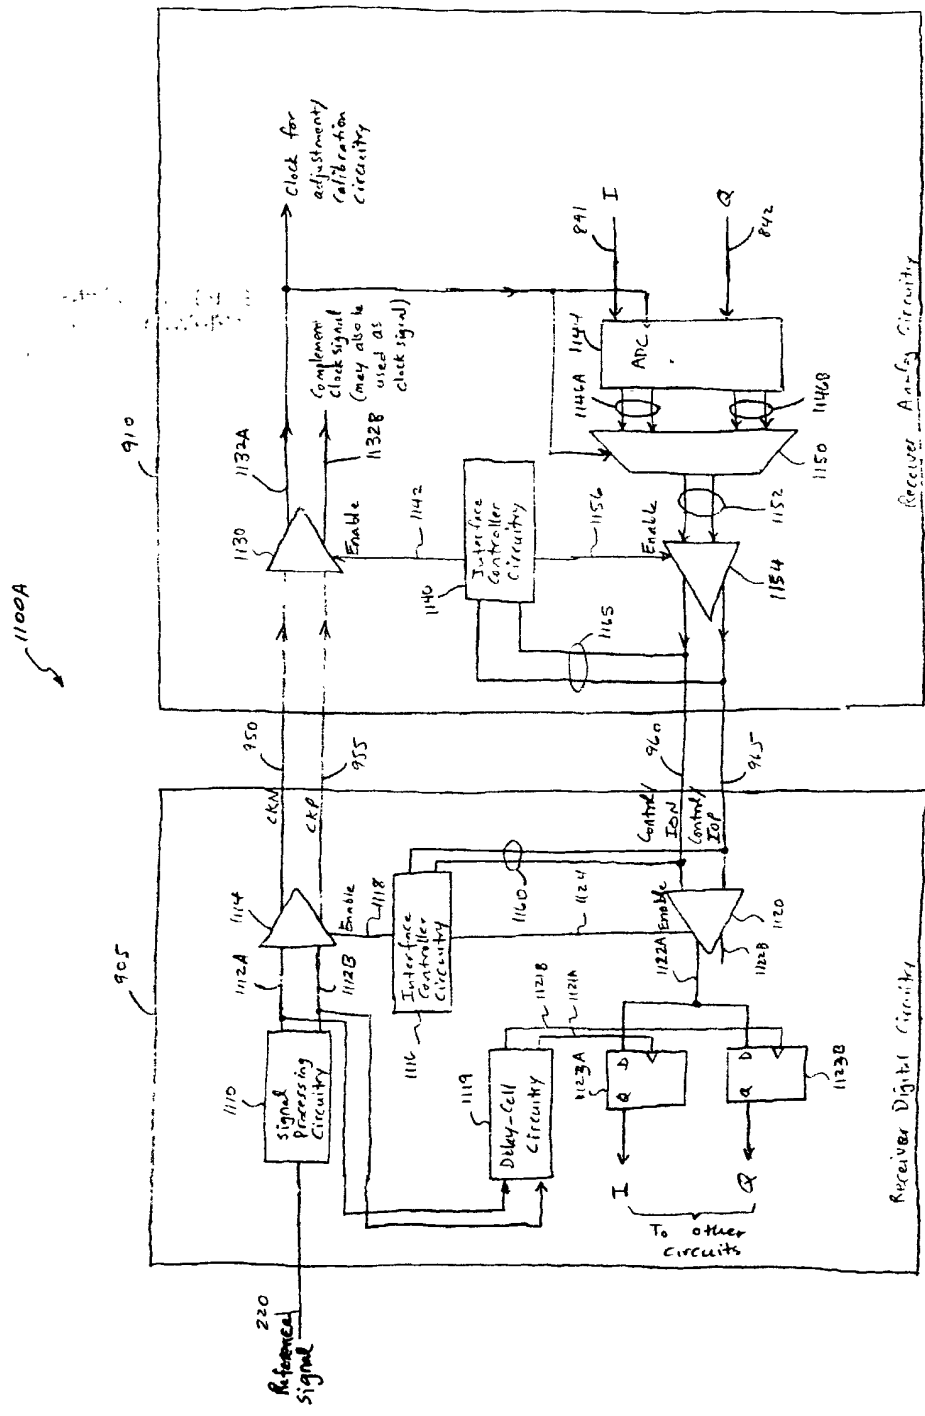 1100A
905
910
Reference
Signal
220
1110
Signal
Processing
Circuitry
1112A
1112B
1114
CKN
CKP
950
955
Enable
1118
1116
Interface
Controller
Circuitry
1160
1124
1119
Delay-Cell
Circuitry
1121B
1121A
1122A
1122B
Enable
1120
1123A
D
Q
1123B
D
Q
I
Q
To other
circuits
Receiver Digital Circuitry
Control/
ION
Control/
IOP
960
965
1130
1132A
1132B
Enable
1142
Clock for
adjustment/
calibration
circuitry
Complement
clock signal
(may also be
used as
clock signal)
1140
Interface
Controller
Circuitry
1156
1165
Enable
1154
1152
1150
1146A
1146B
1144
ADC
841
I
842
Q
Receiver Analog Circuitry